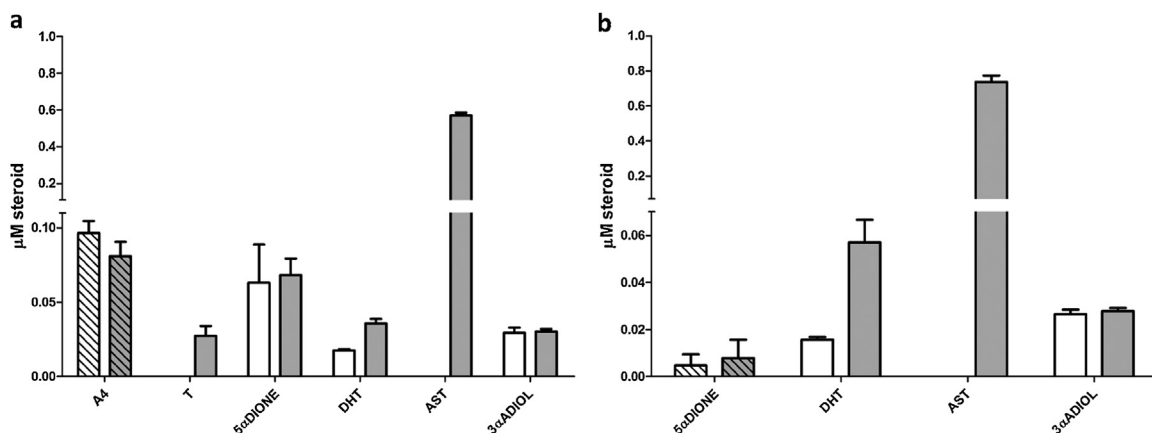 a
μM steroid
1.0
0.8
0.6
0.4
0.2
0.10
0.05
0.00
A4
T
5αDIONE
DHT
AST
3αADIOL
b
μM steroid
1.0
0.8
0.6
0.4
0.2
0.06
0.04
0.02
0.00
5αDIONE
DHT
AST
3αADIOL